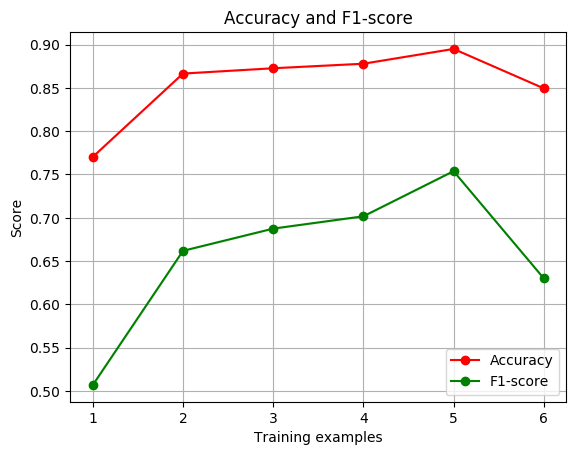 Accuracy and F1-score
0.90
0.85
0.80
0.75
0.70
0.65
0.60
0.55
0.50
Score
Accuracy
F1-score
1 2 3 4 5 6
Training examples